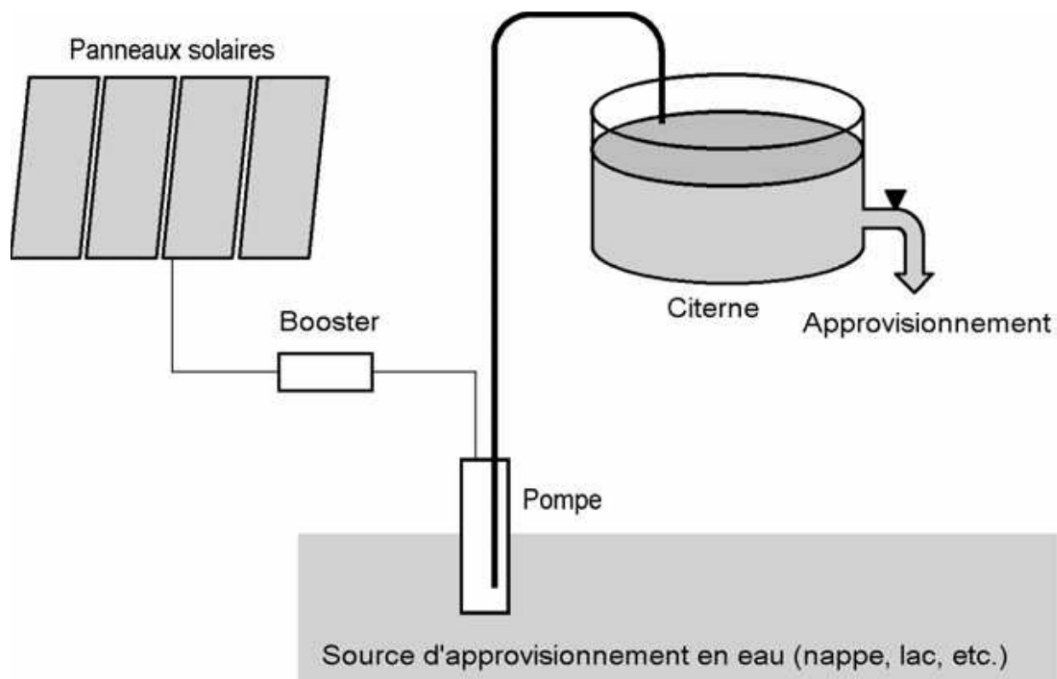 Panneaux solaires
Booster
Citerne
Approvisionnement
Pompe
Source d'approvisionnement en eau (nappe, lac, etc.)